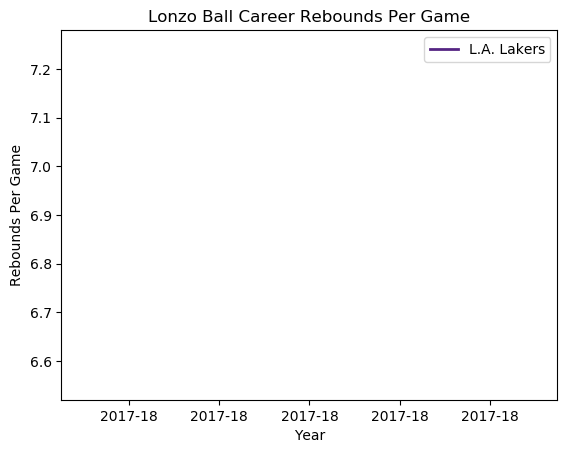 Lonzo Ball Career Rebounds Per Game
L.A. Lakers
Rebounds Per Game
7.2
7.1
7.0
6.9
6.8
6.7
6.6
2017-18 2017-18 2017-18 2017-18 2017-18
Year